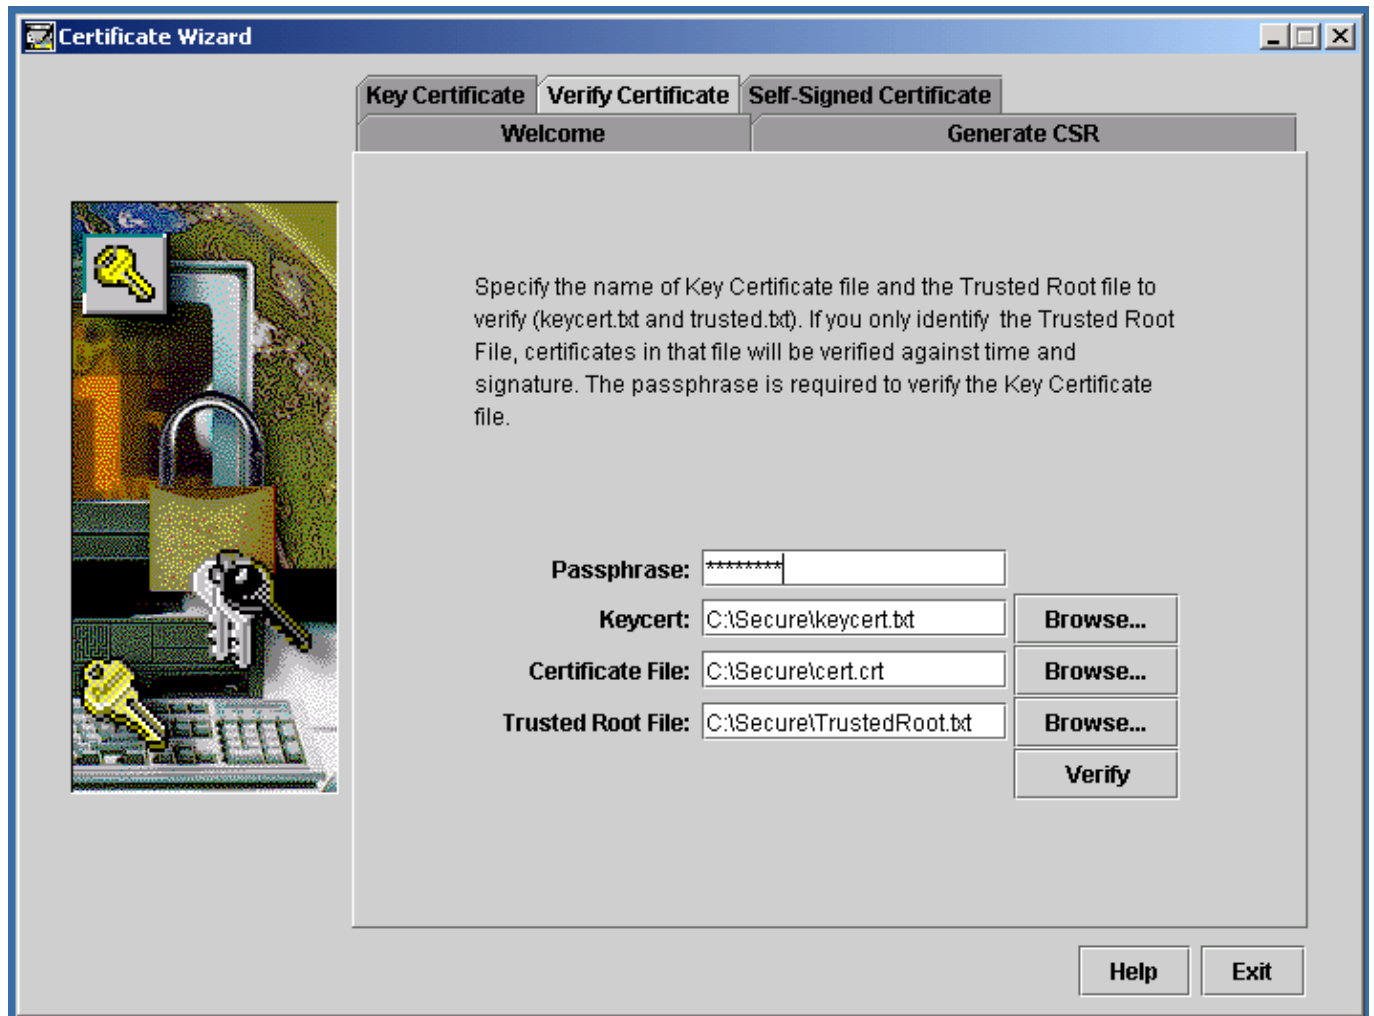 Certificate Wizard
Key Certificate Verify Certificate Self-Signed Certificate
Welcome Generate CSR
Specify the name of Key Certificate file and the Trusted Root file to
verify (keycert.txt and trusted.txt). If you only identify the Trusted Root
File, certificates in that file will be verified against time and
signature. The passphrase is required to verify the Key Certificate
file.
Passphrase: ********
Keycert: C:\Secure\keycert.txt Browse...
Certificate File: C:\Secure\cert.crt Browse...
Trusted Root File: C:\Secure\TrustedRoot.txt Browse...
Verify
Help Exit